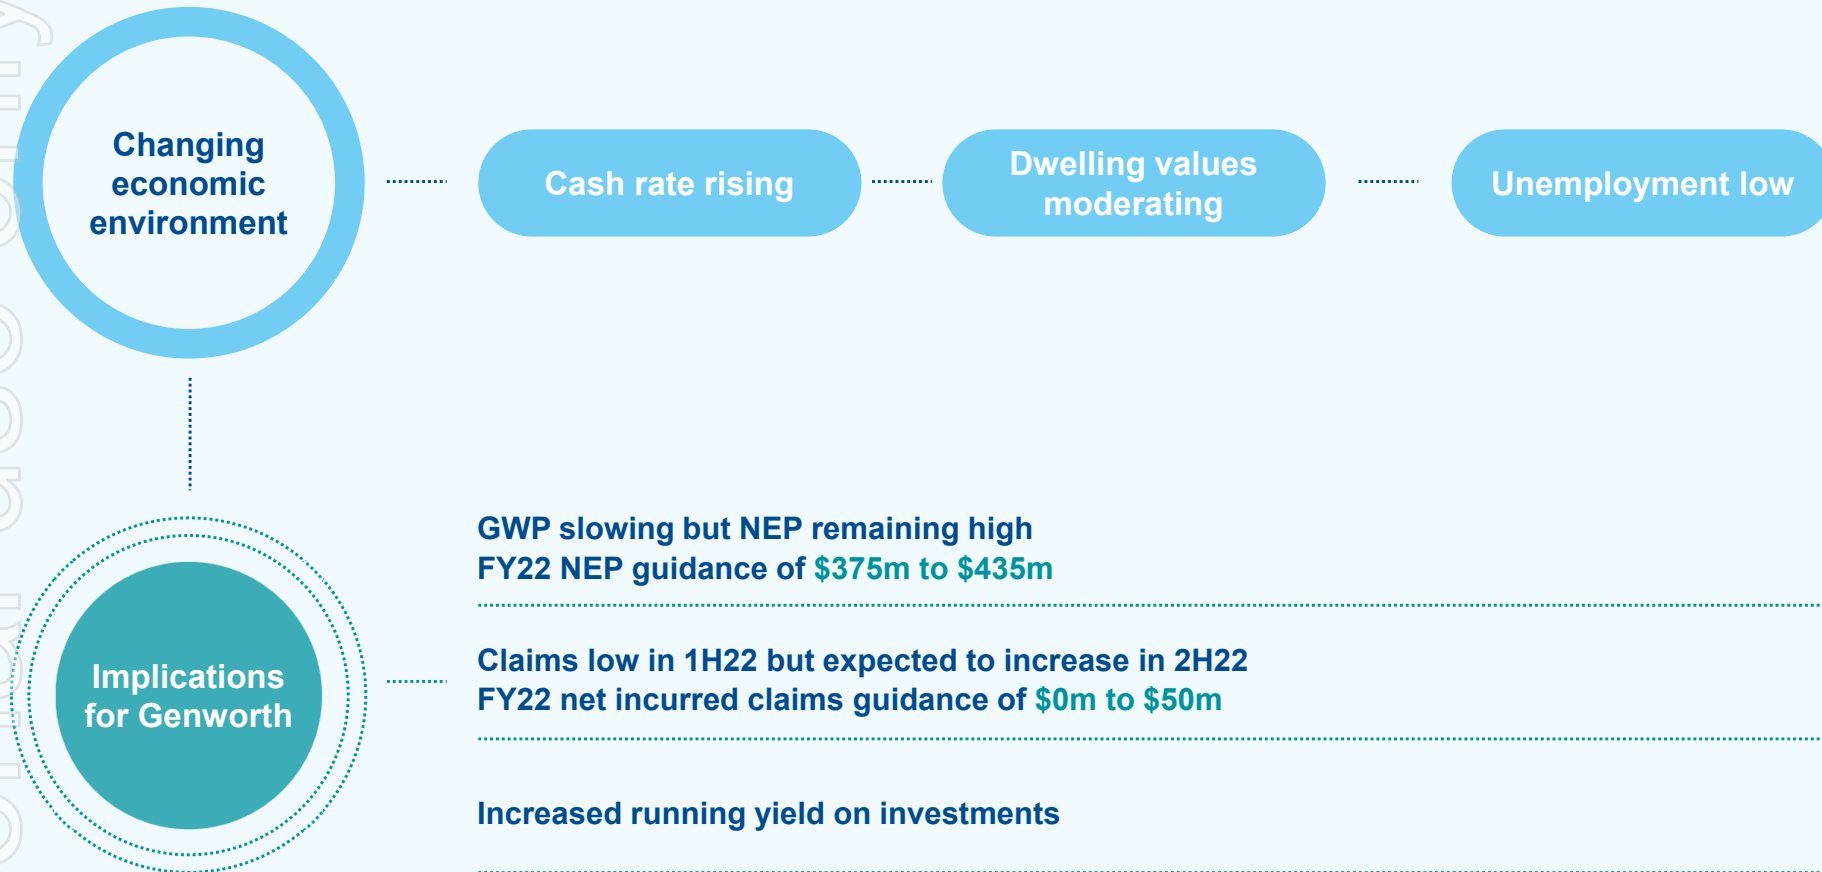 Changing
economic
environment
Cash rate rising
Dwelling values
moderating
Unemployment low
Implications
for Genworth
GWP slowing but NEP remaining high
FY22 NEP guidance of $375m to $435m
Claims low in 1H22 but expected to increase in 2H22
FY22 net incurred claims guidance of $0m to $50m
Increased running yield on investments